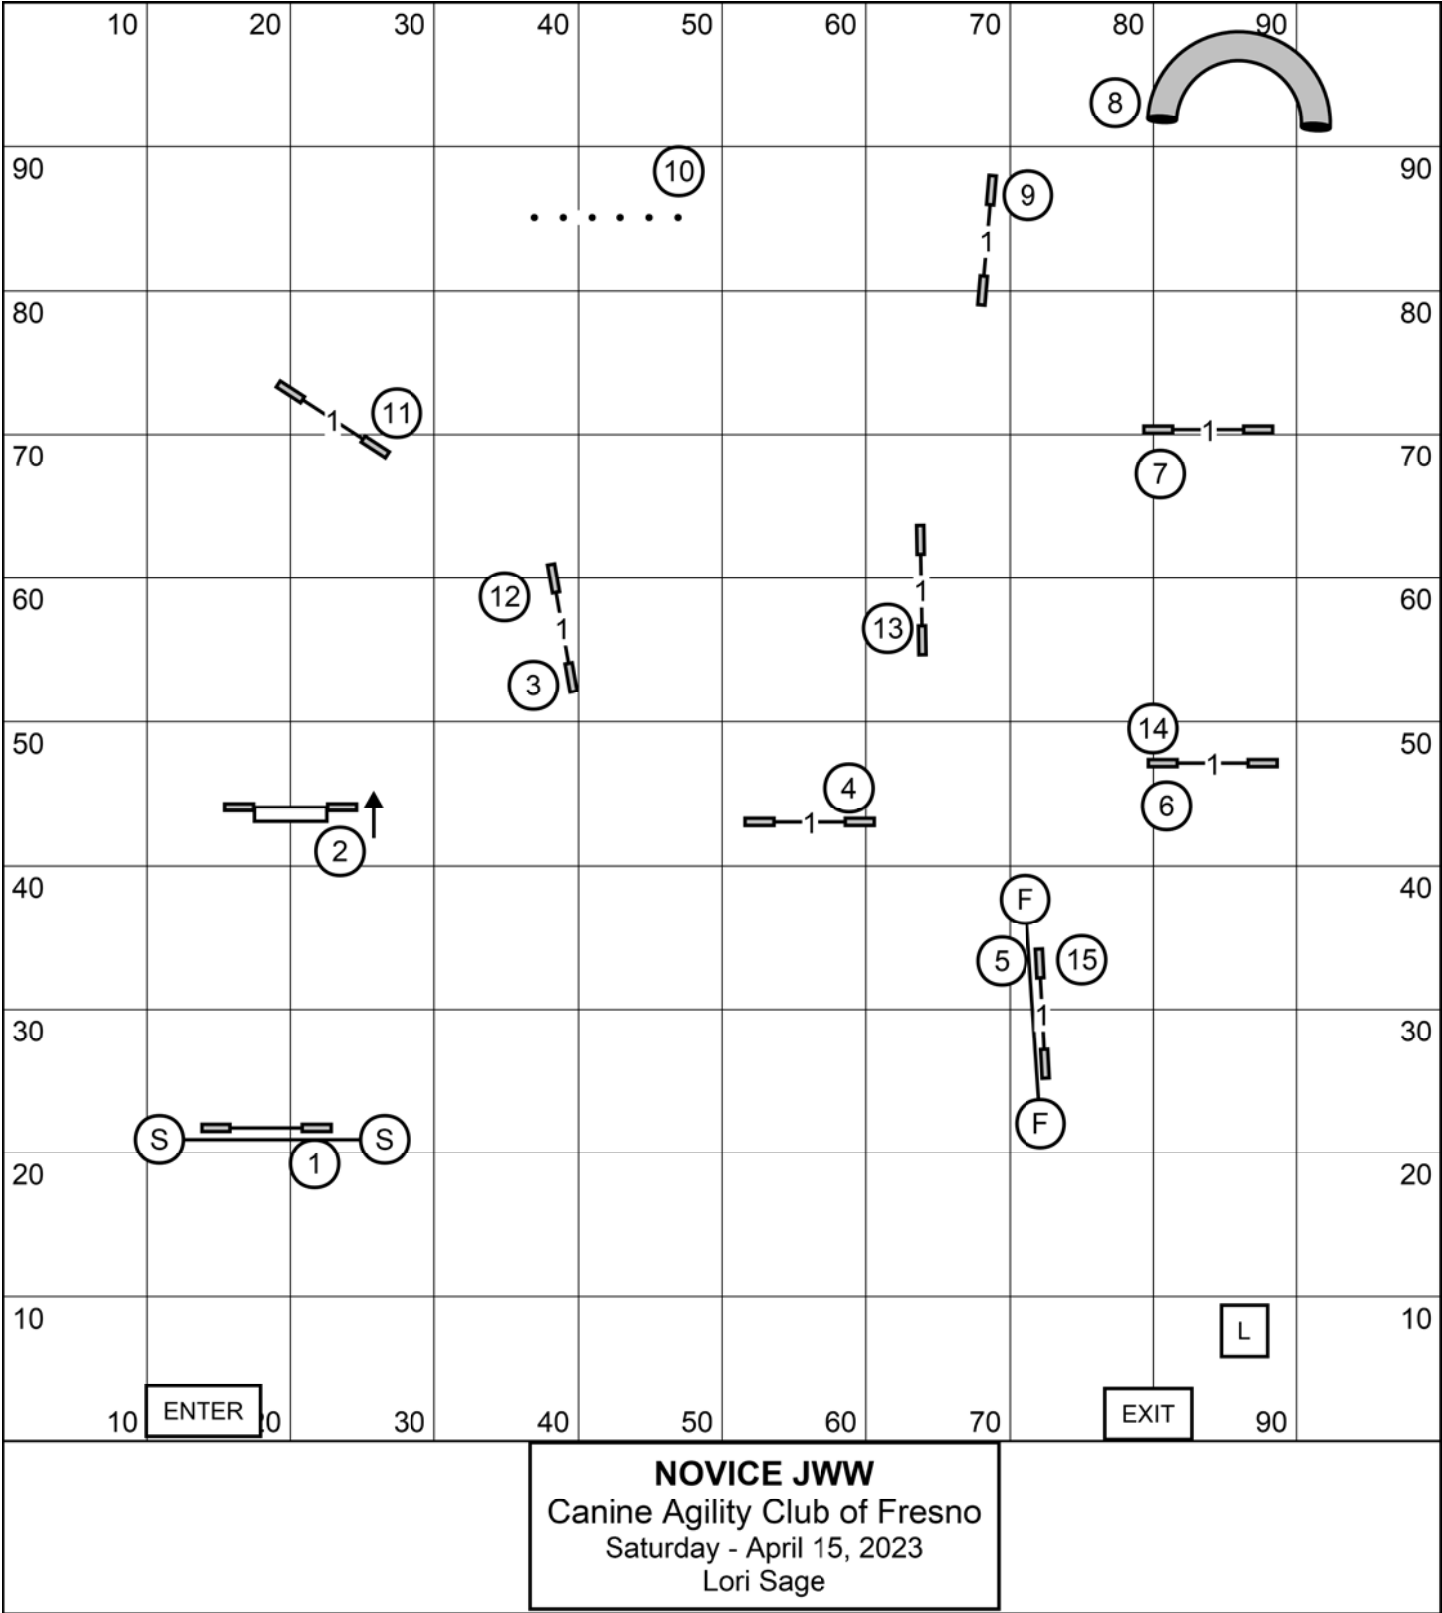 10 20 30 40 50 60 70 80 90
8
90 10 9 90
80 1 80
11
1
70 1 70
7
12 1
60 60
1 13
3
50 14 50
1
4 6
1
2
40 40
F
5 15
30 1 30
S S F
1
20 20
10 10
L
10 ENTER 20 30 40 50 60 70 EXIT 90
NOVICE JWW
Canine Agility Club of Fresno
Saturday - April 15, 2023
Lori Sage